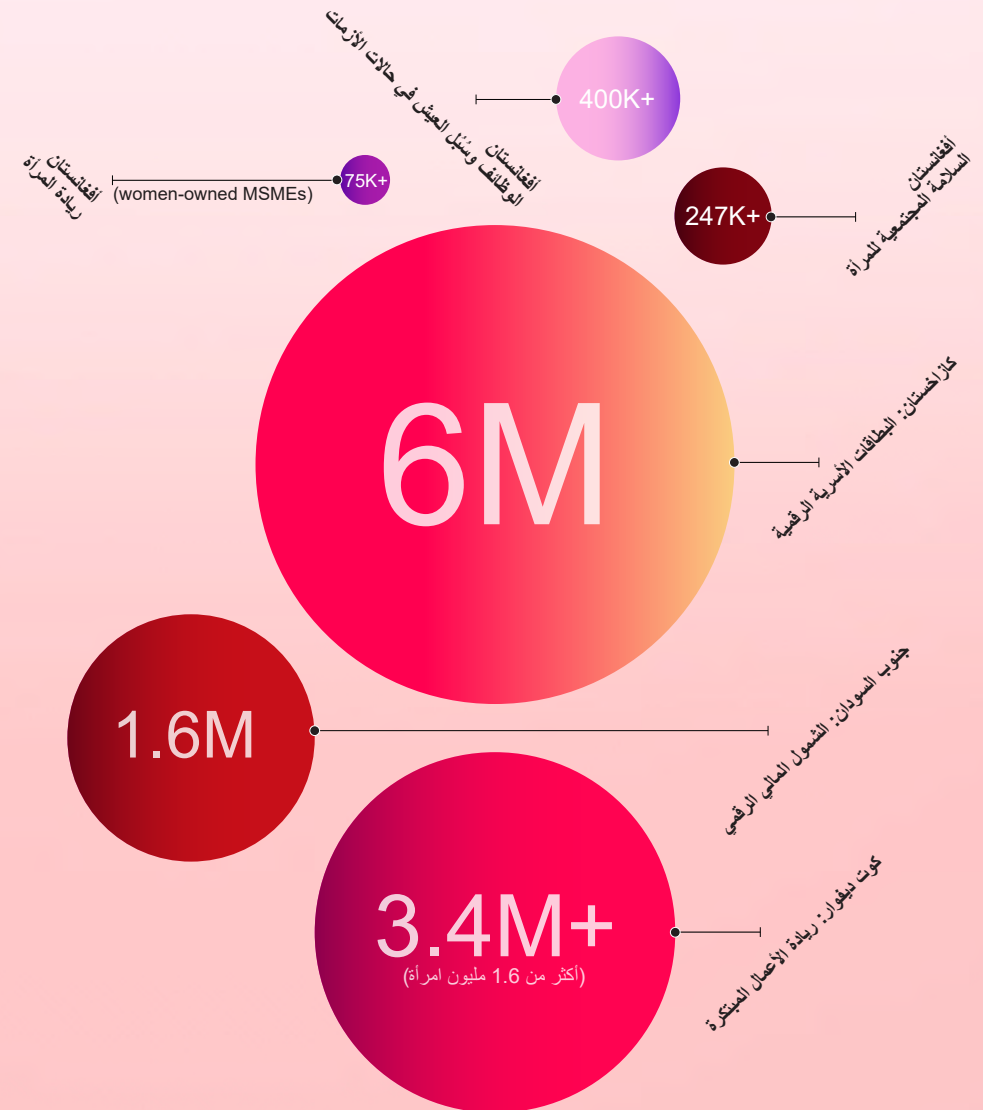 أفغانستان
الوظائف وسُبُل العيش في حالات الأزمات
400K+
أفغانستان
ريادة المرأة
(women-owned MSMEs)
75K+
أفغانستان
السلامة المجتمعية للمرأة
247K+
6M
كازاخستان: البطاقات الأسرية الرقمية
1.6M
جنوب السودان: الشمول المالي الرقمي
3.4M+
(أكثر من 1.6 مليون امرأة)
كوت ديفوار: ريادة الأعمال المبتكرة